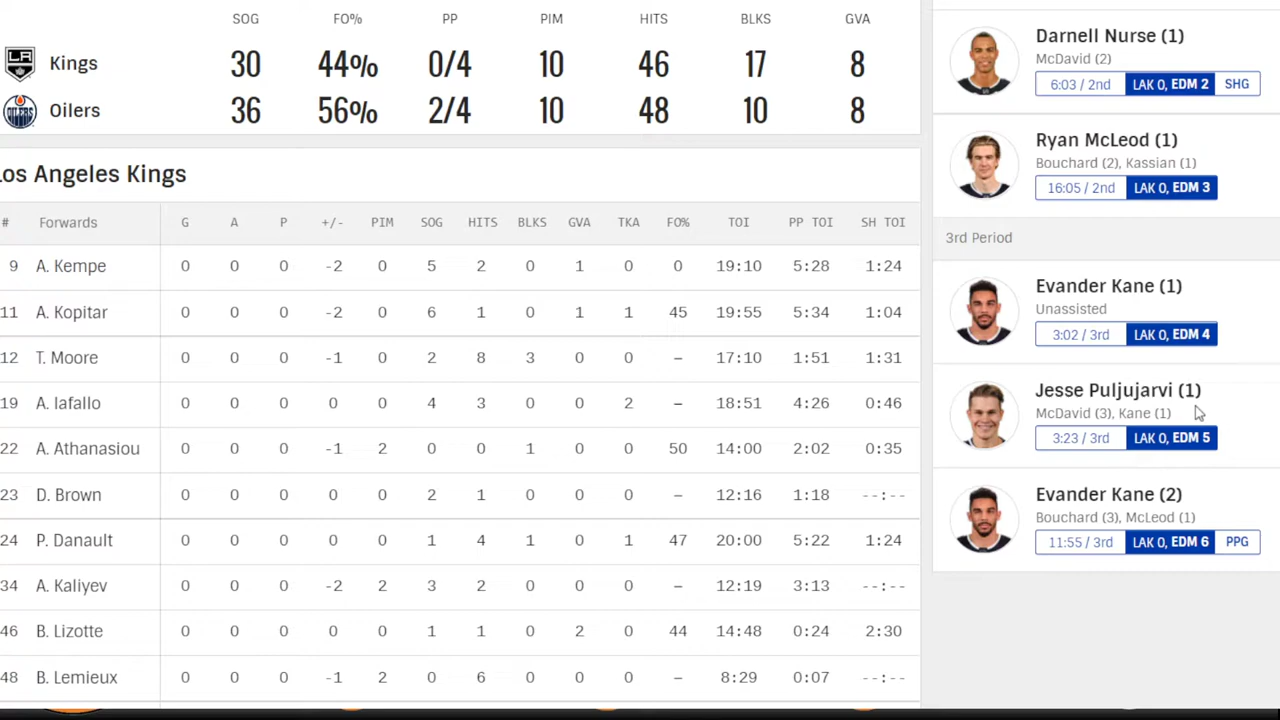 SOG FO% PP PIM HITS BLKS GVA
Kings 30 44% 0/4 10 46 17 8
Oilers 36 56% 2/4 10 48 10 8
Los Angeles Kings
# Forwards G A P +/- PIM SOG HITS BLKS GVA TKA FO% TOI PP TOI SH TOI
9 A. Kempe 0 0 0 -2 0 5 2 0 1 0 0 19:10 5:28 1:24
11 A. Kopitar 0 0 0 -2 0 6 1 0 1 1 45 19:55 5:34 1:04
12 T. Moore 0 0 0 -1 0 2 8 3 0 0 – 17:10 1:51 1:31
19 A. Iafallo 0 0 0 0 0 4 3 0 0 2 – 18:51 4:26 0:46
22 A. Athanasiou 0 0 0 -1 2 0 0 1 0 0 50 14:00 2:02 0:35
23 D. Brown 0 0 0 0 0 2 1 0 0 0 – 12:16 1:18 --:--
24 P. Danault 0 0 0 0 0 1 4 1 0 1 47 20:00 5:22 1:24
34 A. Kaliyev 0 0 0 -2 2 3 2 0 0 0 – 12:19 3:13 --:--
46 B. Lizotte 0 0 0 0 0 1 1 0 2 0 44 14:48 0:24 2:30
48 B. Lemieux 0 0 0 -1 2 0 6 0 0 0 – 8:29 0:07 --:--
Darnell Nurse (1)
McDavid (2)
6:03 / 2nd LAK 0, EDM 2 SHG
Ryan McLeod (1)
Bouchard (2), Kassian (1)
16:05 / 2nd LAK 0, EDM 3
3rd Period
Evander Kane (1)
Unassisted
3:02 / 3rd LAK 0, EDM 4
Jesse Puljujarvi (1)
McDavid (3), Kane (1)
3:23 / 3rd LAK 0, EDM 5
Evander Kane (2)
Bouchard (3), McLeod (1)
11:55 / 3rd LAK 0, EDM 6 PPG